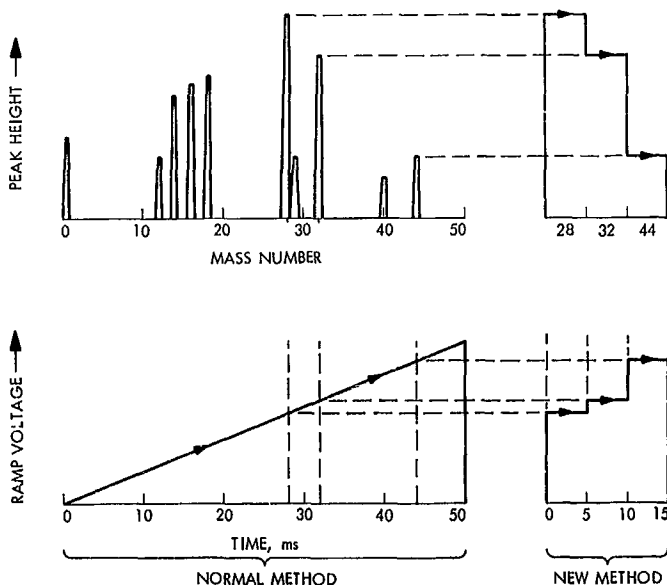 PEAK HEIGHT
0 10 20 30 40 50
MASS NUMBER
28 32 44
RAMP VOLTAGE
0 10 20 30 40 50
TIME, ms
NORMAL METHOD
0 5 10 15
NEW METHOD